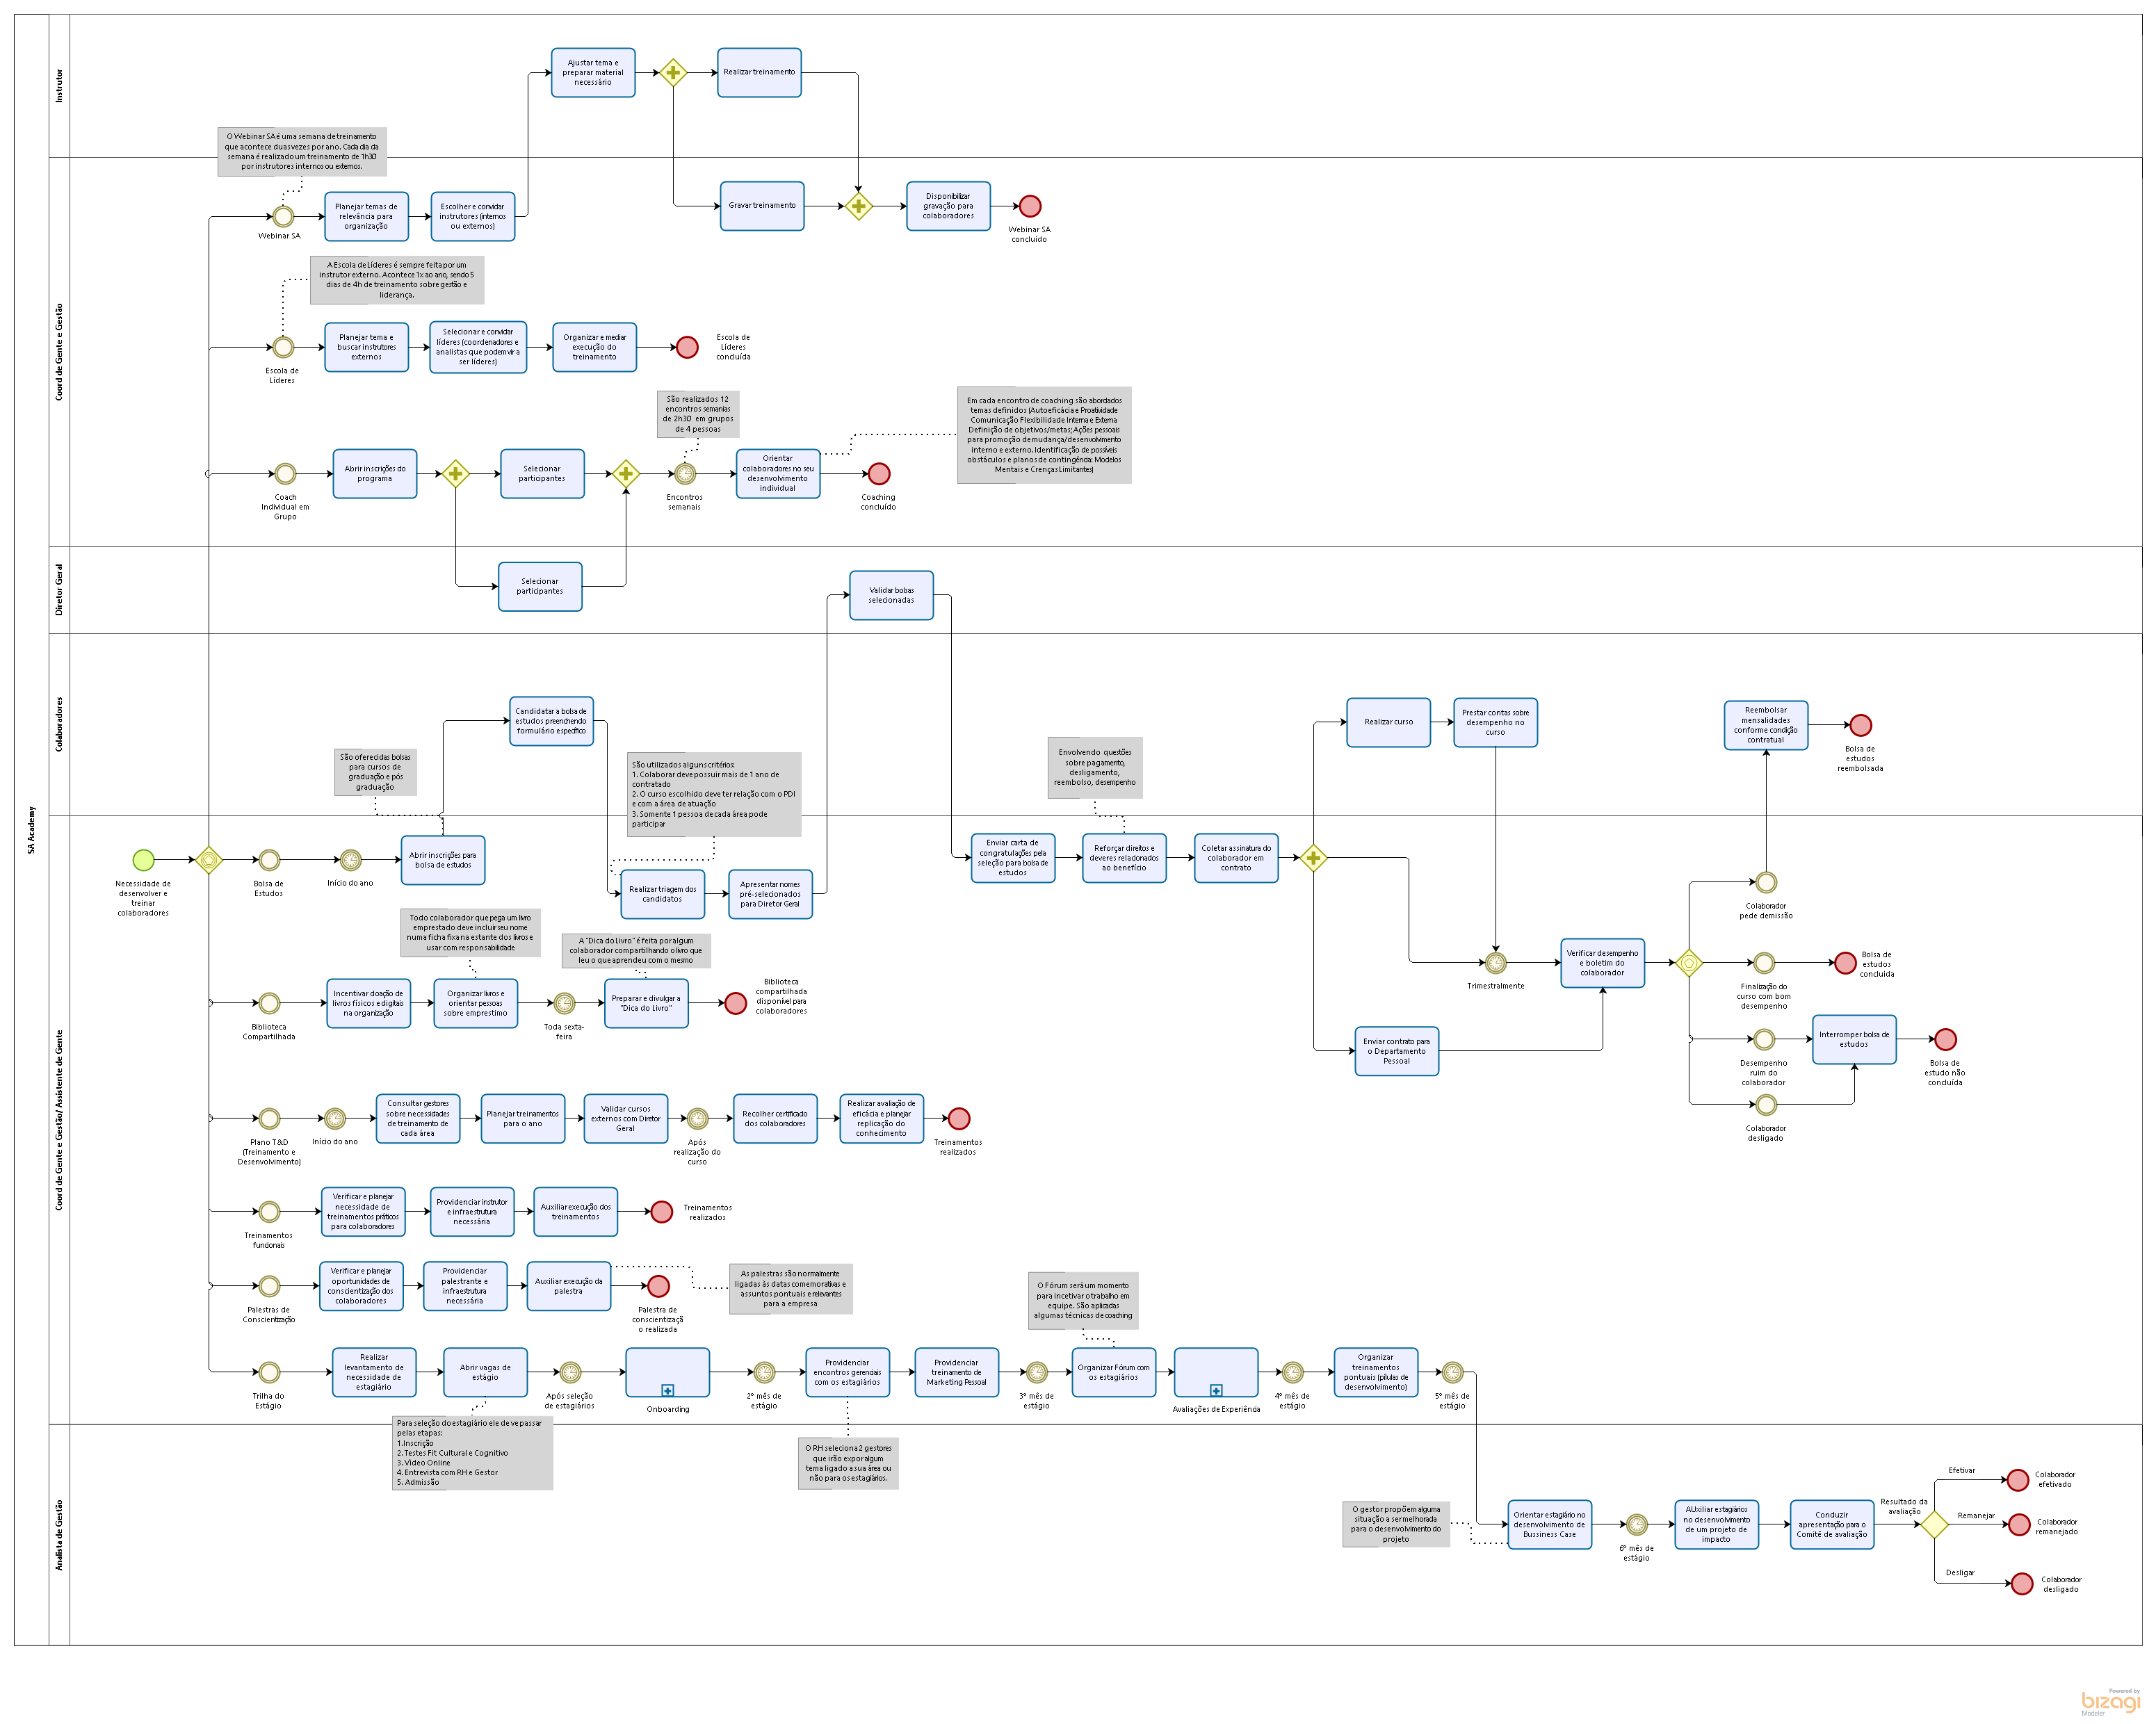 SA Academy
Instrutor
Ajustar tema e
preparar material
necessário
Realizar treinamento
O Webinar SA é uma semana de treinamento
que acontece duas vezes por ano. Cada dia da
semana é realizado um treinamento de 1h30
por instrutores internos ou externos.
Coord de Gente e Gestão
Webinar SA
Planejar temas de
relevância para
organização
Escolher e convidar
instrutores (internos
ou externos)
Gravar treinamento
Disponibilizar
gravação para
colaboradores
Webinar SA
concluído
A Escola de Líderes é sempre feita por um
instrutor externo. Acontece 1x ao ano, sendo 5
dias de 4h de treinamento sobre gestão e
liderança.
Escola de
Líderes
Planejar tema e
buscar instrutores
externos
Selecionar e convidar
líderes (coordenadores e
analistas que podem vir a
ser líderes)
Organizar e mediar
execução do
treinamento
Escola de
Líderes
concluída
São realizados 12
encontros semanias
de 2h30 em grupos
de 4 pessoas
Em cada encontro de coaching são abordados
temas definidos (Autoeficácia e Proatividade
Comunicação Flexibilidade Interna e Externa
Definição de objetivos/metas; Ações pessoais
para promoção de mudança/desenvolvimento
interno e externo. Identificação de possíveis
obstáculos e planos de contingência: Modelos
Mentais e Crenças Limitantes)
Coach
Individual em
Grupo
Abrir inscrições do
programa
Selecionar
participantes
Encontros
semanais
Orientar
colaboradores no seu
desenvolvimento
individual
Coaching
concluído
Diretor Geral
Selecionar
participantes
Validar bolsas
selecionadas
Colaboradores
Candidatar a bolsa de
estudos preenchendo
formulário específico
São oferecidas bolsas
para cursos de
graduação e pós
graduação
São utilizados alguns critérios:
1. Colaborar deve possuir mais de 1 ano de
contratado
2. O curso escolhido deve ter relação com o PDI
e com a área de atuação
3. Somente 1 pessoa de cada área pode
participar
Envolvendo questões
sobre pagamento,
desligamento,
reembolso, desempenho
Realizar curso
Prestar contas sobre
desempenho no
curso
Reembolsar
mensalidades
conforme condição
contratual
Bolsa de
estudos
reembolsada
Coord de Gente e Gestão/ Assistente de Gente
Necessidade de
desenvolver e
treinar
colaboradores
Bolsa de
Estudos
Início do ano
Abrir inscrições para
bolsa de estudos
Realizar triagem dos
candidatos
Apresentar nomes
pré-selecionados
para Diretor Geral
Enviar carta de
congratulações pela
seleção para bolsa de
estudos
Reforçar direitos e
deveres relacionados
ao benefício
Coletar assinatura do
colaborador em
contrato
Trimestralmente
Verificar desempenho
e boletim do
colaborador
Enviar contrato para
o Departamento
Pessoal
Colaborador
pede demissão
Finalização do
curso com bom
desempenho
Bolsa de
estudos
concluida
Desempenho
ruim do
colaborador
Interromper bolsa de
estudos
Bolsa de
estudo não
concluída
Colaborador
desligado
Todo colaborador que pega um livro
emprestado deve incluir seu nome
numa ficha fixa na estante dos livros e
usar com responsabilidade
A "Dica do Livro" é feita por algum
colaborador compartilhando o livro que
leu o que aprendeu com o mesmo
Biblioteca
Compartilhada
Incentivar doação de
livros físicos e digitais
na organização
Organizar livros e
orientar pessoas
sobre emprestimo
Toda sexta-
feira
Preparar e divulgar a
"Dica do Livro"
Biblioteca
compartilhada
disponível para
colaboradores
Plano T&D
(Treinamento e
Desenvolvimento)
Início do ano
Consultar gestores
sobre necessidades
de treinamento de
cada área
Planejar treinamentos
para o ano
Validar cursos
externos com Diretor
Geral
Após
realização do
curso
Recolher certificado
dos colaboradores
Realizar avaliação de
eficácia e planejar
replicação do
conhecimento
Treinamentos
realizados
Treinamentos
funcionais
Verificar e planejar
necessidade de
treinamentos práticos
para colaboradores
Providenciar instrutor
e infraestrutura
necessária
Auxiliar execução dos
treinamentos
Treinamentos
realizados
Palestras de
Conscientização
Verificar e planejar
oportunidades de
conscientização dos
colaboradores
Providenciar
palestrante e
infraestrutura
necessária
Auxiliar execução da
palestra
Palestra de
conscientizaçã
o realizada
As palestras são normalmente
ligadas às datas comemorativas e
assuntos pontuais e relevantes
para a empresa
O Fórum será um momento
para incetivar o trabalho em
equipe. São aplicadas
algumas técnicas de coaching
Trilha do
Estágio
Realizar
levantamento de
necessidade de
estagiário
Abrir vagas de
estágio
Após seleção
de estagiários
Onboarding
2º mês de
estágio
Providenciar
encontros gerenciais
com os estagiários
Providenciar
treinamento de
Marketing Pessoal
3º mês de
estágio
Organizar Fórum com
os estagiários
Avaliações de Experiência
4º mês de
estágio
Organizar
treinamentos
pontuais (pílulas de
desenvolvimento)
5º mês de
estágio
Para seleção do estagiário ele deve passar
pelas etapas:
1.Inscrição
2. Testes Fit Cultural e Cognitivo
3. Vídeo Online
4. Entrevista com RH e Gestor
5. Admissão
O RH seleciona 2 gestores
que irão expor algum
tema ligado a sua área ou
não para os estagiários.
Analista de Gestão
O gestor propõem alguma
situação a ser melhorada
para o desenvolvimento do
projeto
Orientar estagiário no
desenvolvimento de
Bussiness Case
6º mês de
estágio
AUxiliar estagiários
no desenvolvimento
de um projeto de
impacto
Conduzir
apresentação para o
Comitê de avaliação
Resultado da
avaliação
Efetivar
Colaborador
efetivado
Remanejar
Colaborador
remanejado
Desligar
Colaborador
desligado
Powered by
bizagi
Modeler